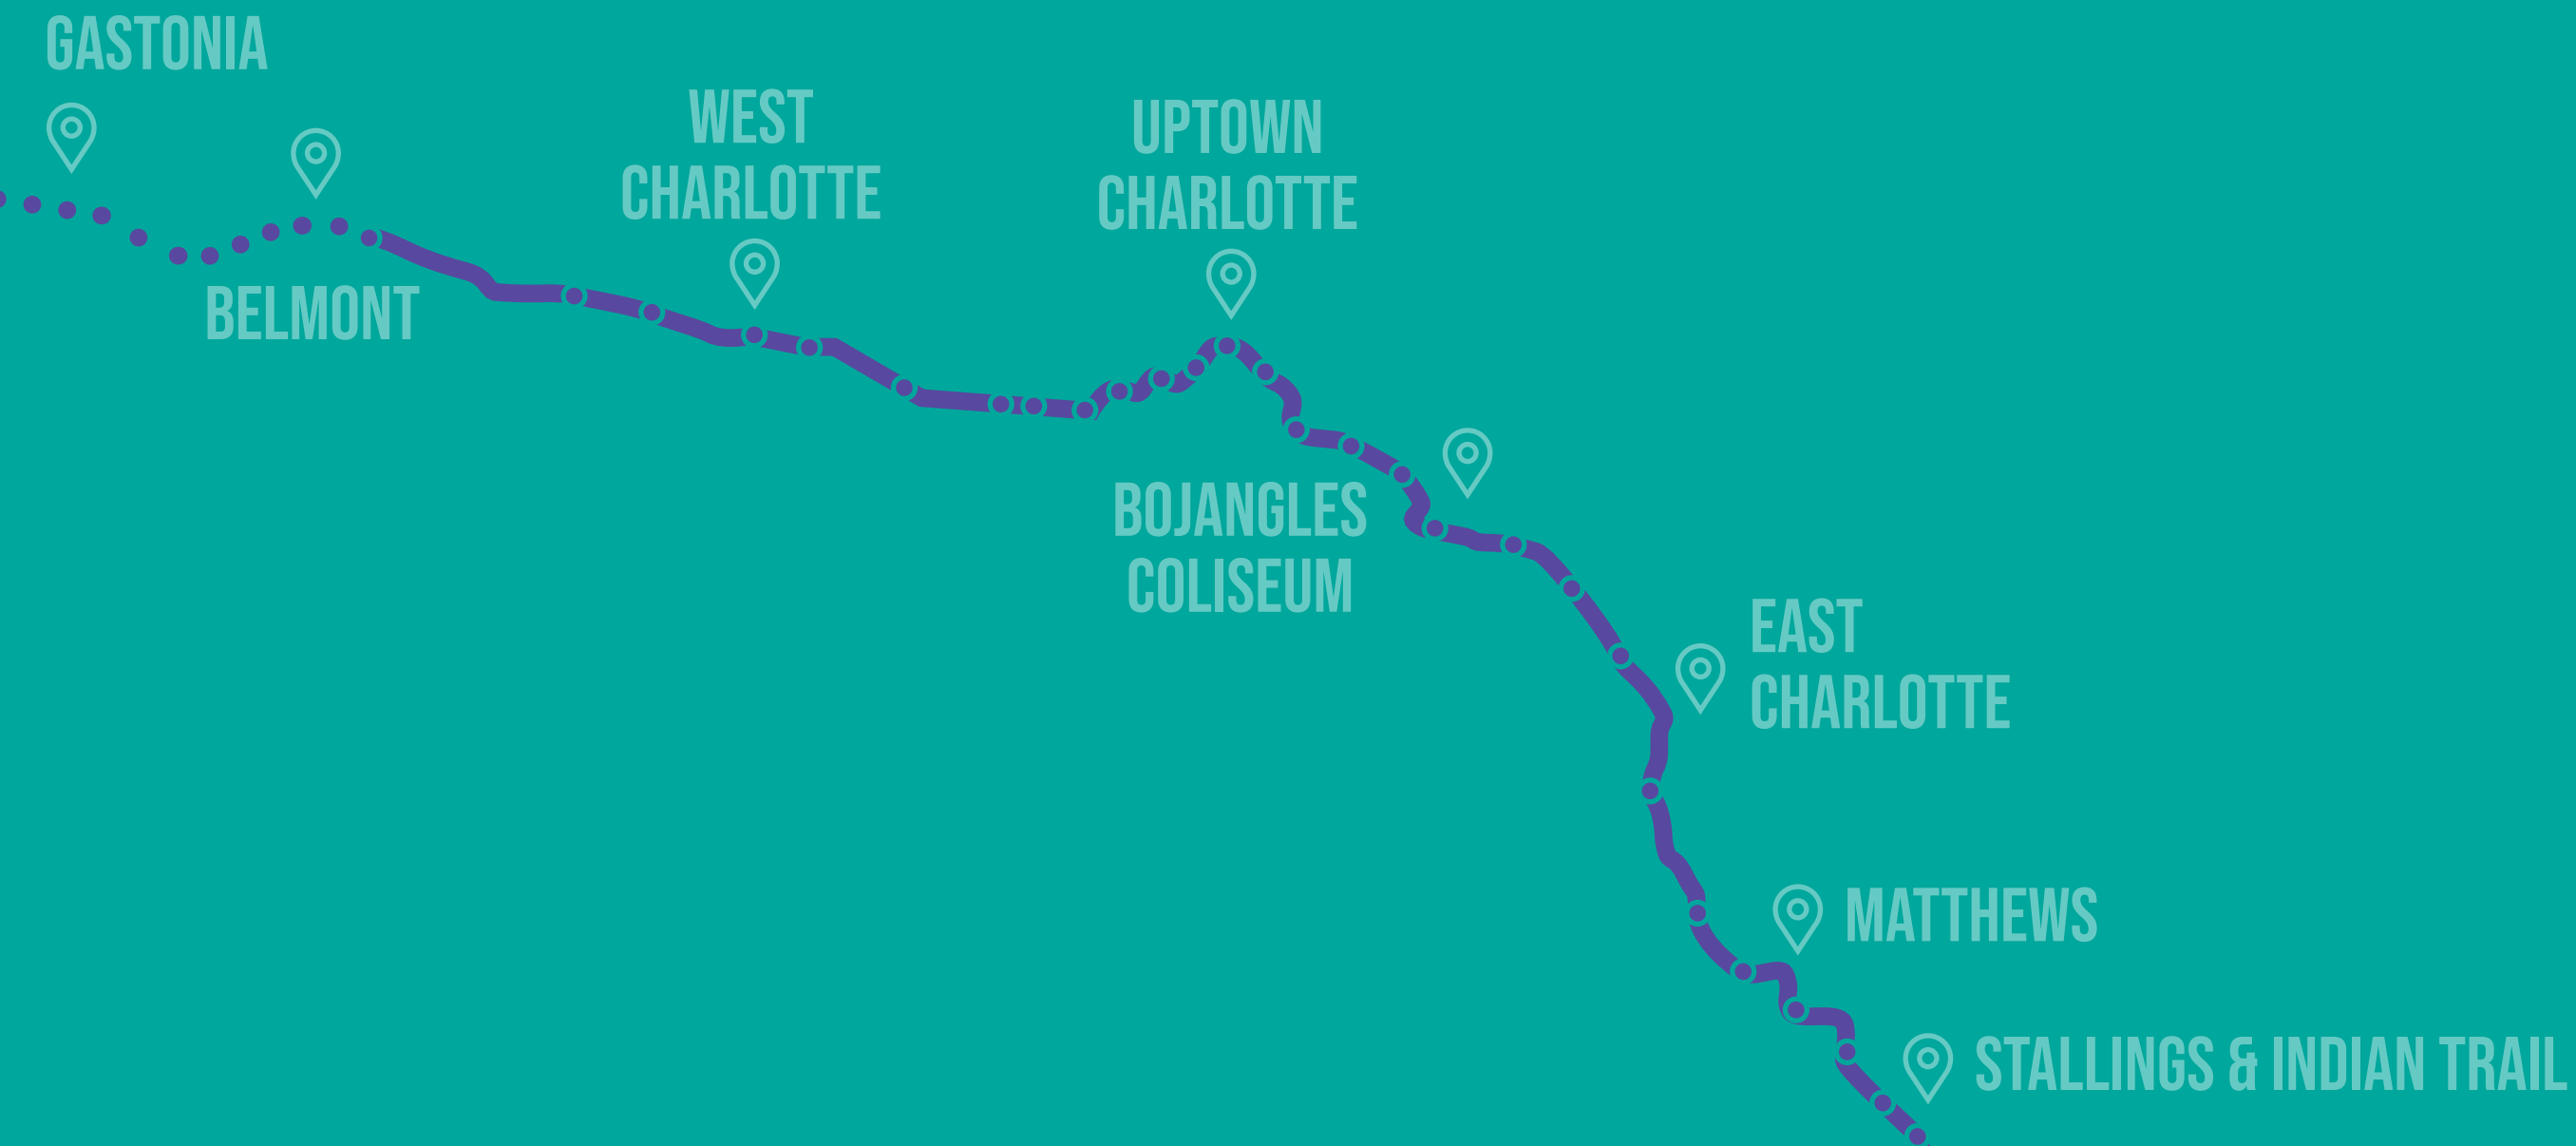 GASTONIA
WEST
CHARLOTTE
UPTOWN
CHARLOTTE
BELMONT
BOJANGLES
COLISEUM
EAST
CHARLOTTE
MATTHEWS
STALLINGS & INDIAN TRAIL